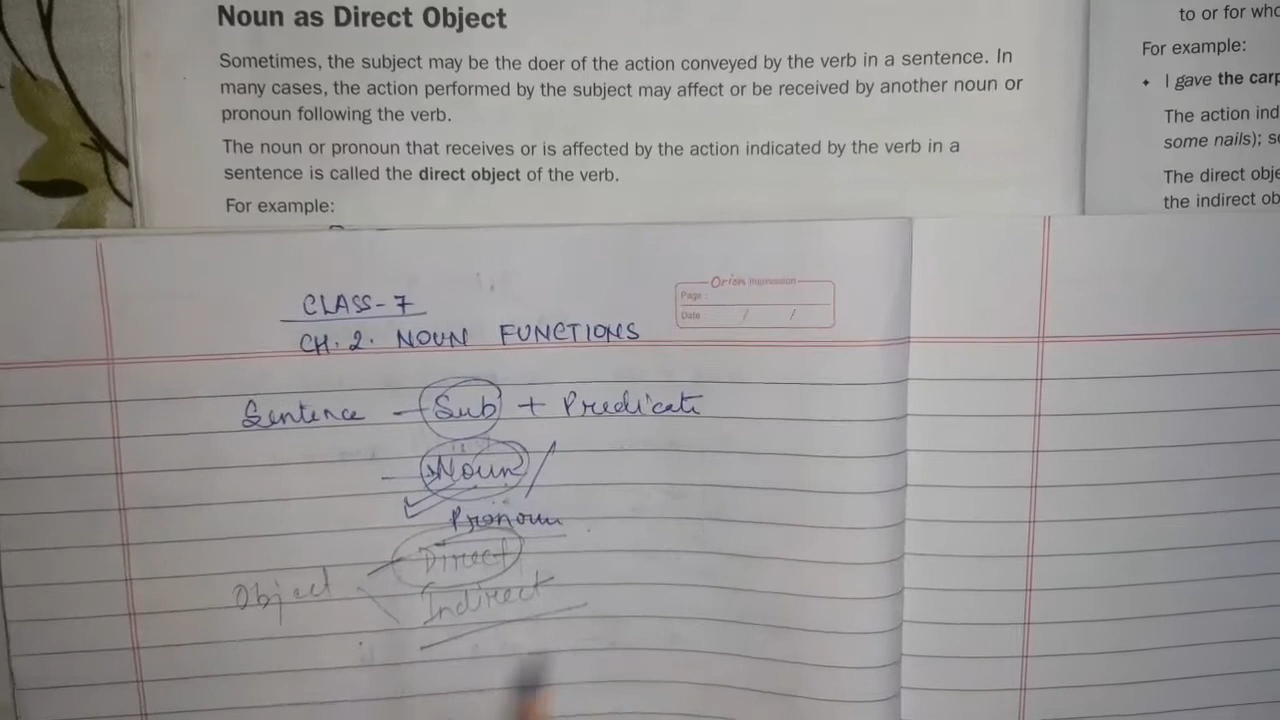 Noun as Direct Object
Sometimes, the subject may be the doer of the action conveyed by the verb in a sentence. In
many cases, the action performed by the subject may affect or be received by another noun or
pronoun following the verb.
The noun or pronoun that receives or is affected by the action indicated by the verb in a
sentence is called the direct object of the verb.
For example:
to or for who
For example:
I gave the carp
The action ind
some nails); s
The direct obje
the indirect ob
Orion Impression
Page :
Date / /
CLASS-7
CH. 2. NOUN FUNCTIONS
Sentence - Sub + Predicate
Noun /
Pronoun
Direct
Object
Indirect